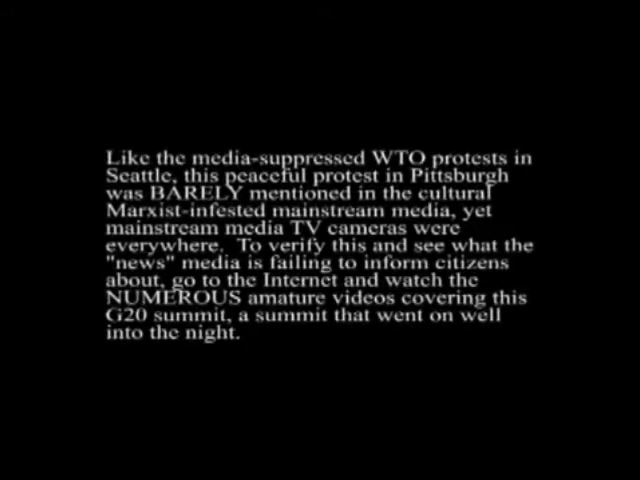 Like the media-suppressed WTO protests in
Seattle, this peaceful protest in Pittsburgh
was BARELY mentioned in the cultural
Marxist-infested mainstream media, yet
mainstream media TV cameras were
everywhere.  To verify this and see what the
"news" media is failing to inform citizens
about, go to the Internet and watch the
NUMEROUS amature videos covering this
G20 summit, a summit that went on well
into the night.